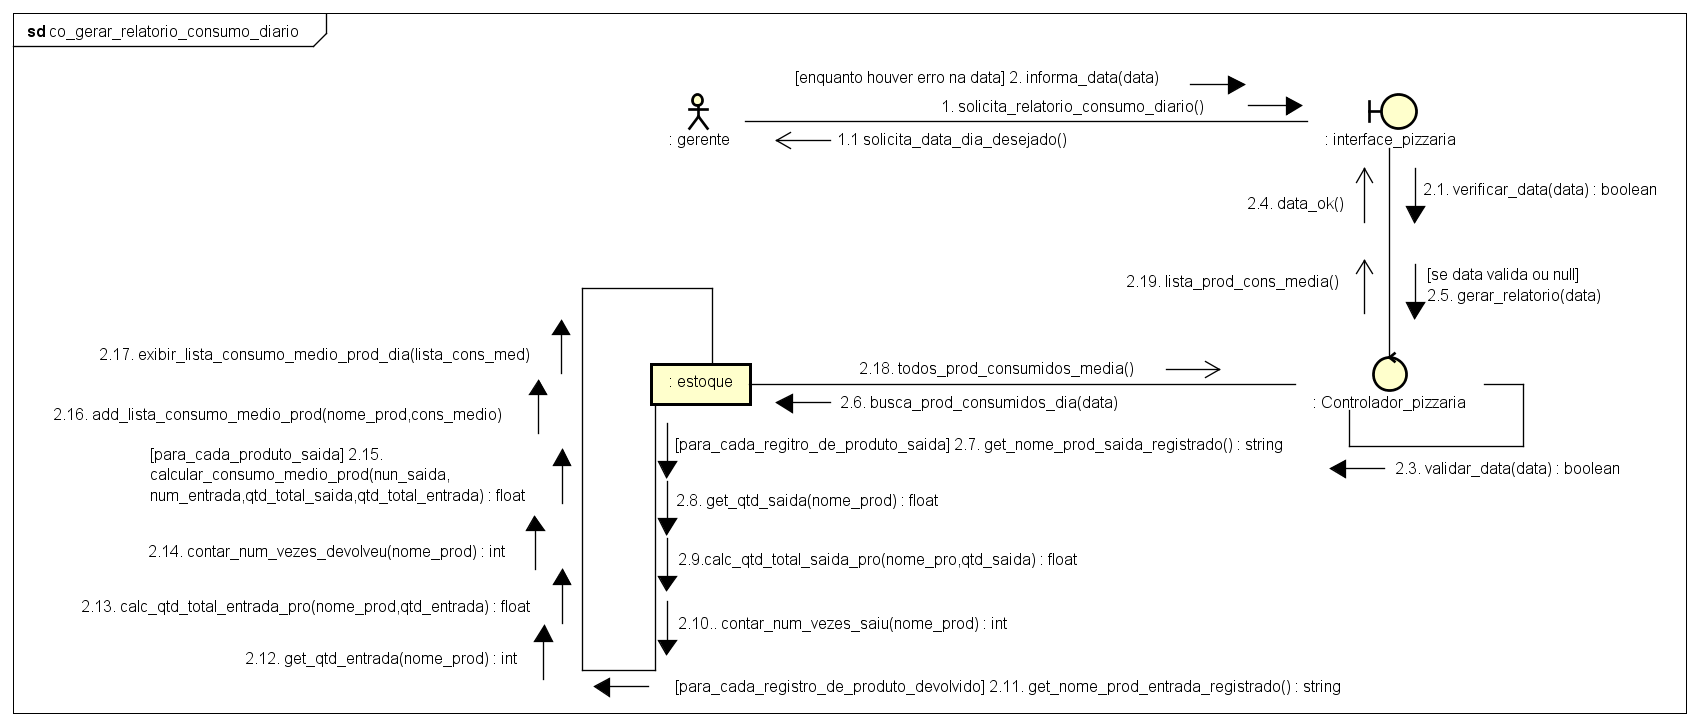 sd co_gerar_relatorio_consumo_diario
[enquanto houver erro na data] 2. informa_data(data)
1. solicita_relatorio_consumo_diario()
: gerente
1.1 solicita_data_dia_desejado()
: interface_pizzaria
2.1. verificar_data(data) : boolean
2.4. data_ok()
[se data valida ou null]
2.5. gerar_relatorio(data)
2.19. lista_prod_cons_media()
2.17. exibir_lista_consumo_medio_prod_dia(lista_cons_med)
: estoque
2.18. todos_prod_consumidos_media()
2.6. busca_prod_consumidos_dia(data)
: Controlador_pizzaria
2.16. add_lista_consumo_medio_prod(nome_prod,cons_medio)
[para_cada_regitro_de_produto_saida] 2.7. get_nome_prod_saida_registrado() : string
2.3. validar_data(data) : boolean
[para_cada_produto_saida] 2.15.
calcular_consumo_medio_prod(nun_saida,
num_entrada,qtd_total_saida,qtd_total_entrada) : float
2.8. get_qtd_saida(nome_prod) : float
2.14. contar_num_vezes_devolveu(nome_prod) : int
2.9.calc_qtd_total_saida_pro(nome_pro,qtd_saida) : float
2.13. calc_qtd_total_entrada_pro(nome_prod,qtd_entrada) : float
2.10.. contar_num_vezes_saiu(nome_prod) : int
2.12. get_qtd_entrada(nome_prod) : int
[para_cada_registro_de_produto_devolvido] 2.11. get_nome_prod_entrada_registrado() : string